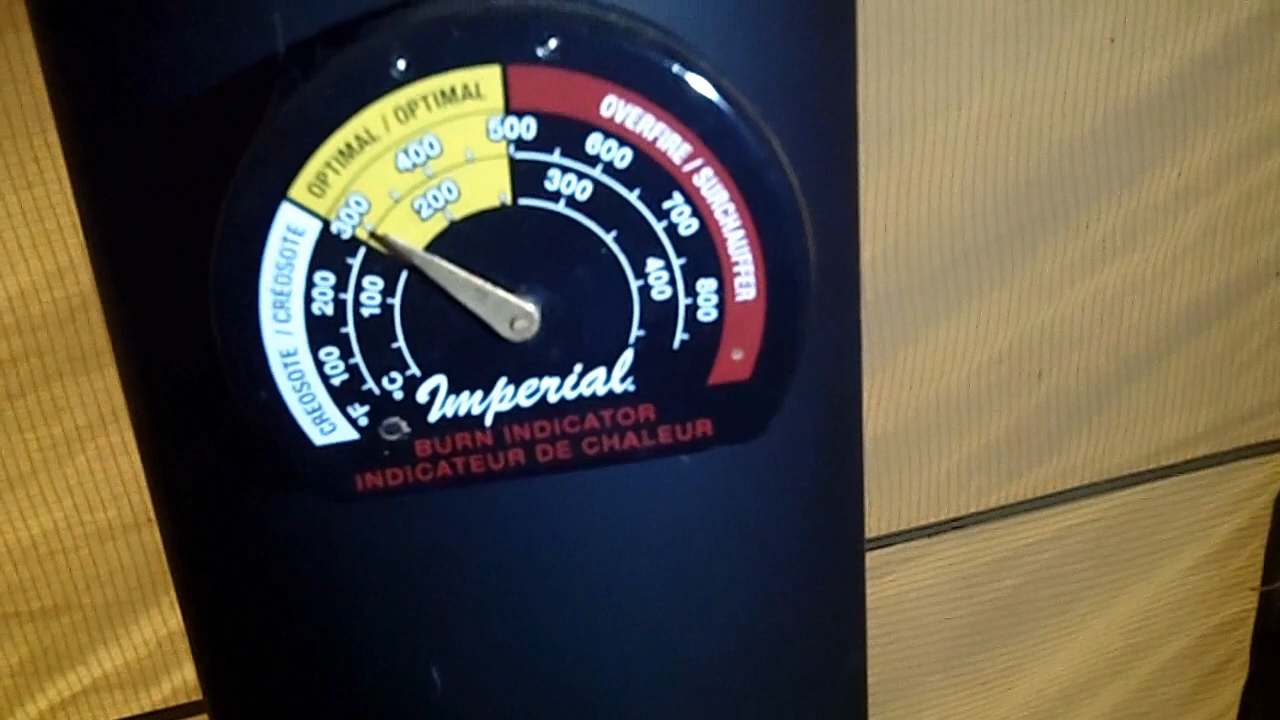 OPTIMAL / OPTIMAL
OVERFIRE / SURCHAUFFER
CREOSOTE / CRÉOSOTE
100 200 300 400 500 600 700 800
°F
100 200 300 400
°C
Imperial
BURN INDICATOR
INDICATEUR DE CHALEUR